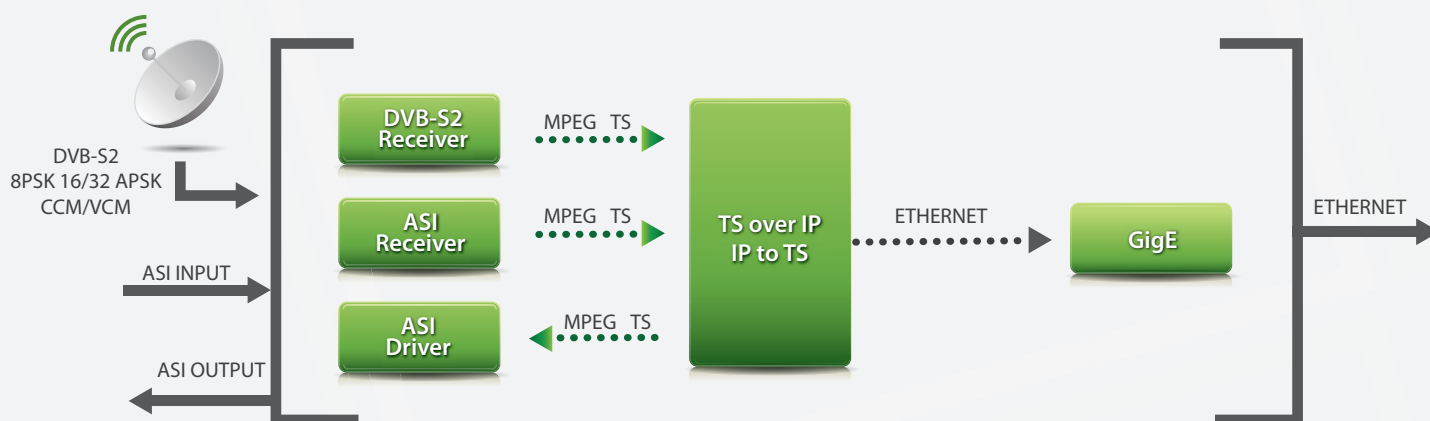 DVB-S2
8PSK 16/32 APSK
CCM/VCM
ASI INPUT
ASI OUTPUT
DVB-S2
Receiver
MPEG TS
ASI
Receiver
MPEG TS
ASI
Driver
MPEG TS
TS over IP
IP to TS
ETHERNET
GigE
ETHERNET